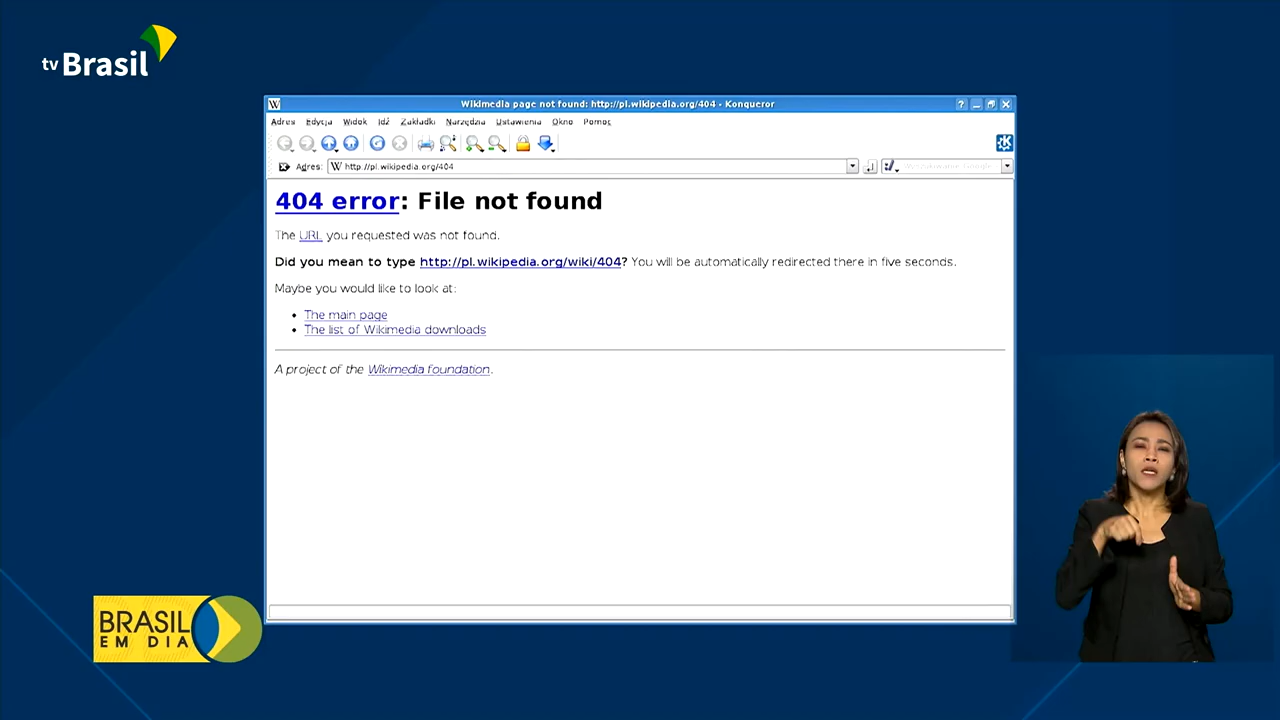 tv Brasil
Wikimedia page not found: http://pl.wikipedia.org/404 - Konqueror
Adres Edycja Widok Idź Zakładki Narzędzia Ustawienia Okno Pomoc
Adres: http://pl.wikipedia.org/404 Wyszukiwanie Google
404 error: File not found
The URL you requested was not found.
Did you mean to type http://pl.wikipedia.org/wiki/404? You will be automatically redirected there in five seconds.
Maybe you would like to look at:
• The main page
• The list of Wikimedia downloads
A project of the Wikimedia foundation.
BRASIL
EM DIA